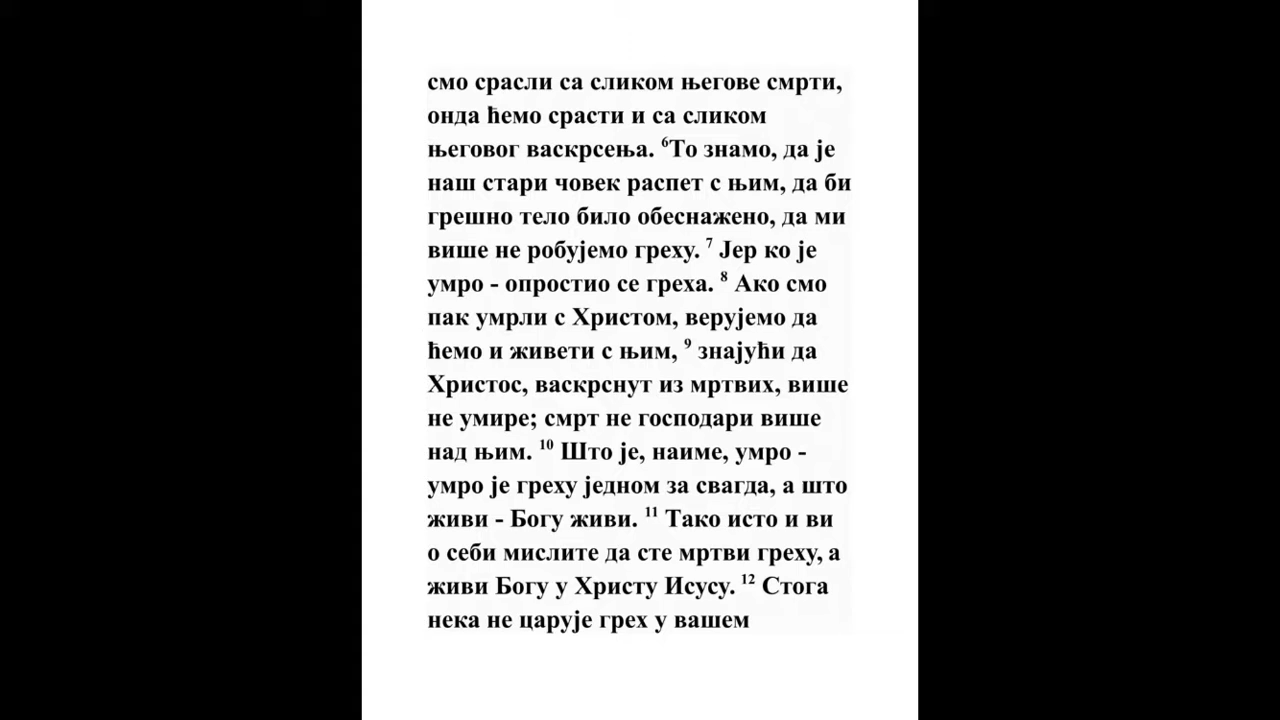 смо срасли са сликом његове смрти,
онда ћемо срасти и са сликом
његовог васкрсења. ⁶То знамо, да је
наш стари човек распет с њим, да би
грешно тело било обеснажено, да ми
више не робујемо греху. ⁷ Јер ко је
умро - опростио се греха. ⁸ Ако смо
пак умрли с Христом, верујемо да
ћемо и живети с њим, ⁹ знајући да
Христос, васкрснут из мртвих, више
не умире; смрт не господари више
над њим. ¹⁰ Што је, наиме, умро -
умро је греху једном за свагда, а што
живи - Богу живи. ¹¹ Тако исто и ви
о себи мислите да сте мртви греху, а
живи Богу у Христу Исусу. ¹² Стога
нека не царује грех у вашем